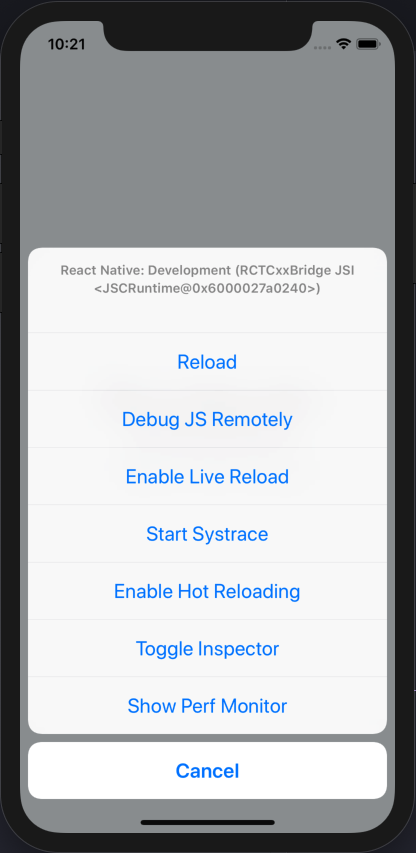 10:21
React Native: Development (RCTCxxBridge JSI
<JSCRuntime@0x6000027a0240>)
Reload
Debug JS Remotely
Enable Live Reload
Start Systrace
Enable Hot Reloading
Toggle Inspector
Show Perf Monitor
Cancel